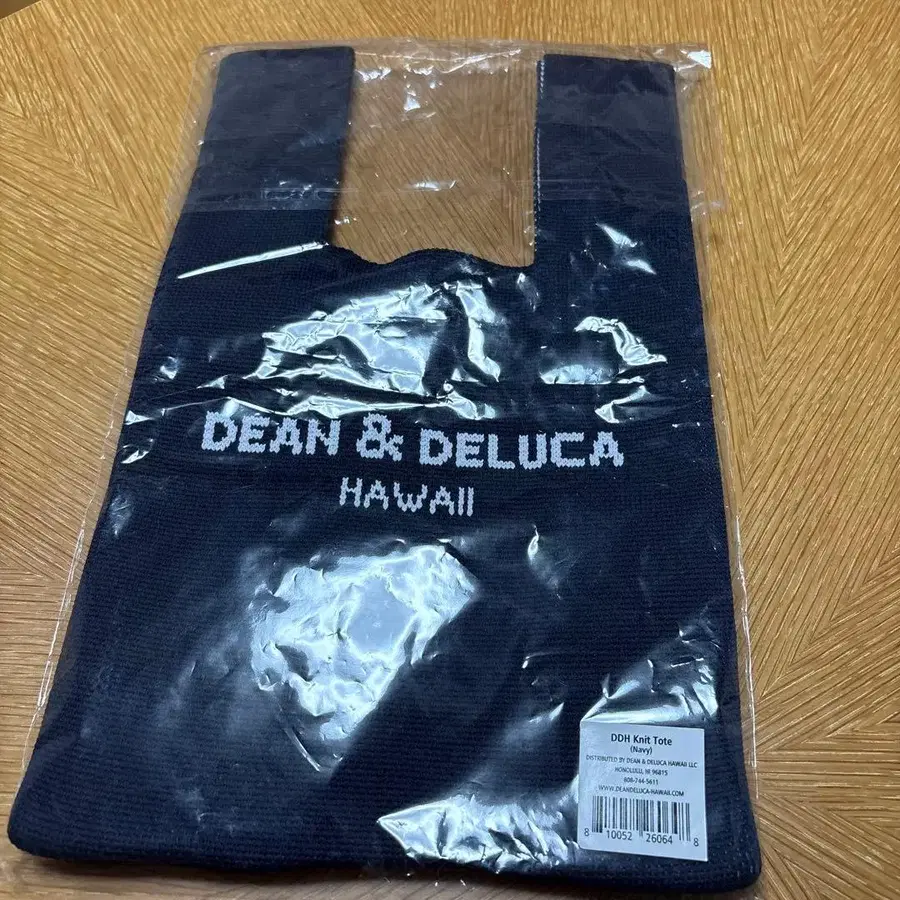 DEAN & DELUCA
HAWAII
DDH Knit Tote
(Navy)
DISTRIBUTED BY DEAN & DELUCA HAWAII LLC
HONOLULU, HI 96815
808-744-5611
WWW.DEANDELUCA-HAWAII.COM
8 10052 26064 8